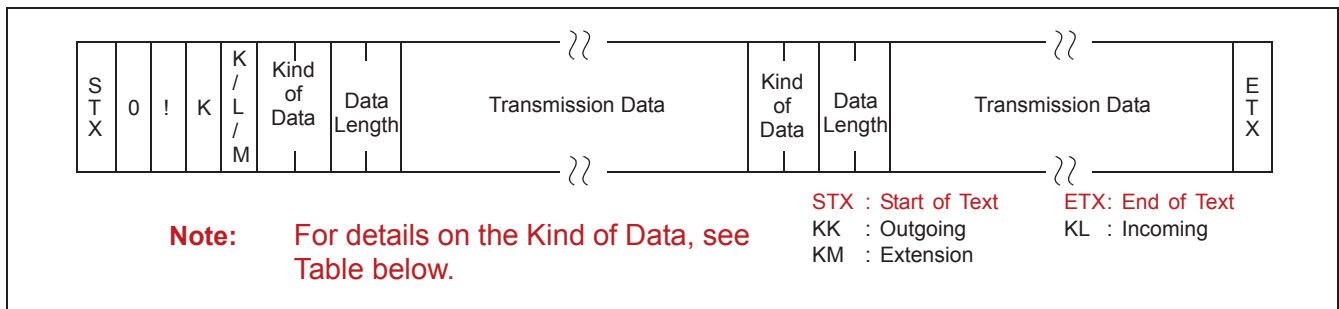 STX
0
!
K
K/L/M
Kind of Data
Data Length
Transmission Data
Kind of Data
Data Length
Transmission Data
ETX
STX : Start of Text ETX: End of Text
KK : Outgoing KL : Incoming
KM : Extension
Note: For details on the Kind of Data, see
Table below.